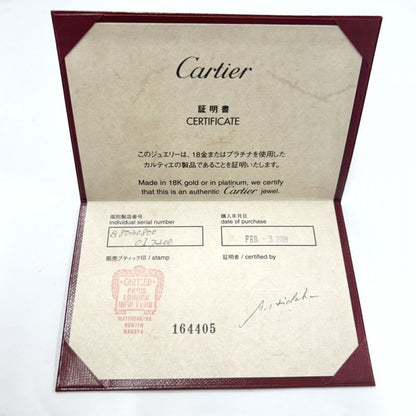 Cartier
証明書
CERTIFICATE
このジュエリーは、18金またはプラチナを使用した
カルティエの製品であることを証明いたします。
Made in 18K gold or in platinum, we certify
that this is an authentic Cartier jewel.
個別製造番号
individual serial number
購入年月日
date of purchase
FEB - 3 2008
販売ブティック印 / stamp
証明者 / certified by
CARTIER
PARIS
LONDON
NEW YORK
MATSUZAKAYA
NAGOYA
164405